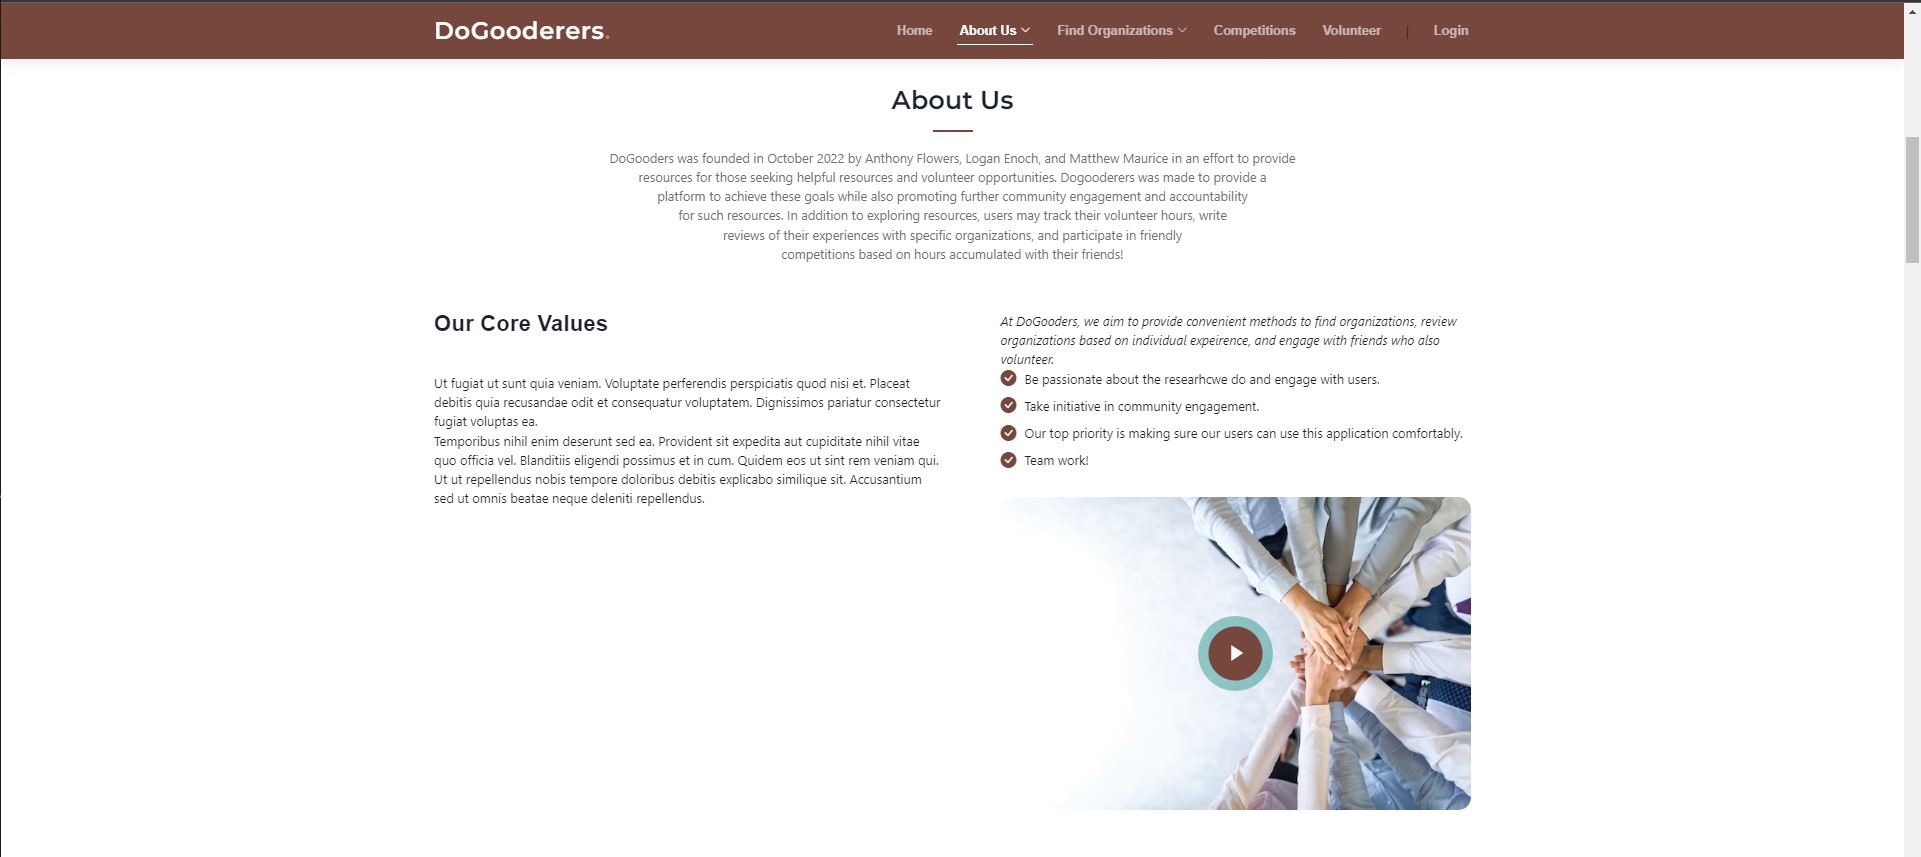 DoGooderers.
Home About Us Find Organizations Competitions Volunteer | Login
About Us
DoGooders was founded in October 2022 by Anthony Flowers, Logan Enoch, and Matthew Maurice in an effort to provide
resources for those seeking helpful resources and volunteer opportunities. Dogooderers was made to provide a
platform to achieve these goals while also promoting further community engagement and accountability
for such resources. In addition to exploring resources, users may track their volunteer hours, write
reviews of their experiences with specific organizations, and participate in friendly
competitions based on hours accumulated with their friends!
Our Core Values
Ut fugiat ut sunt quia veniam. Voluptate perferendis perspiciatis quod nisi et. Placeat
debitis quia recusandae odit et consequatur voluptatem. Dignissimos pariatur consectetur
fugiat voluptas ea.
Temporibus nihil enim deserunt sed ea. Provident sit expedita aut cupiditate nihil vitae
quo officia vel. Blanditiis eligendi possimus et in cum. Quidem eos ut sint rem veniam qui.
Ut ut repellendus nobis tempore doloribus debitis explicabo similique sit. Accusantium
sed ut omnis beatae neque deleniti repellendus.
At DoGooders, we aim to provide convenient methods to find organizations, review
organizations based on individual expeirence, and engage with friends who also
volunteer.
Be passionate about the researhcwe do and engage with users.
Take initiative in community engagement.
Our top priority is making sure our users can use this application comfortably.
Team work!